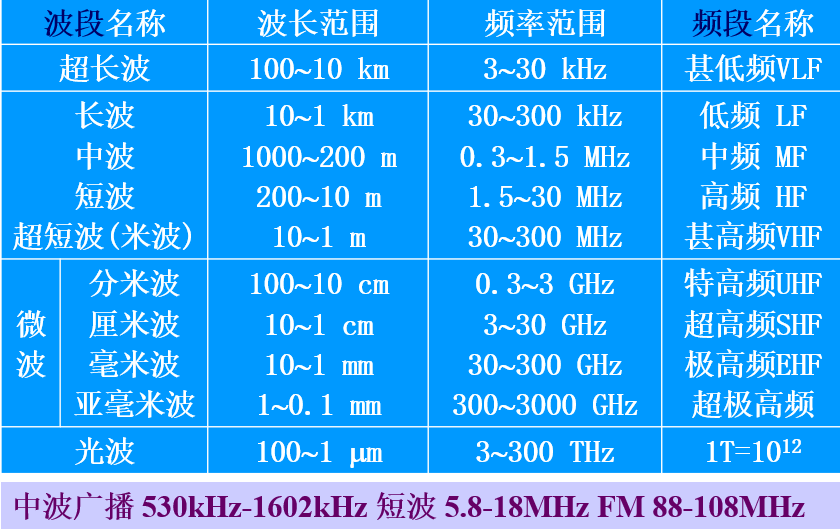 波段名称 波长范围 频率范围 频段名称
超长波 100~10 km 3~30 kHz 甚低频VLF
长波 10~1 km 30~300 kHz 低频 LF
中波 1000~200 m 0.3~1.5 MHz 中频 MF
短波 200~10 m 1.5~30 MHz 高频 HF
超短波(米波) 10~1 m 30~300 MHz 甚高频VHF
微波 分米波 100~10 cm 0.3~3 GHz 特高频UHF
厘米波 10~1 cm 3~30 GHz 超高频SHF
毫米波 10~1 mm 30~300 GHz 极高频EHF
亚毫米波 1~0.1 mm 300~3000 GHz 超极高频
光波 100~1 μm 3~300 THz 1T=10¹²
中波广播 530kHz-1602kHz 短波 5.8-18MHz FM 88-108MHz